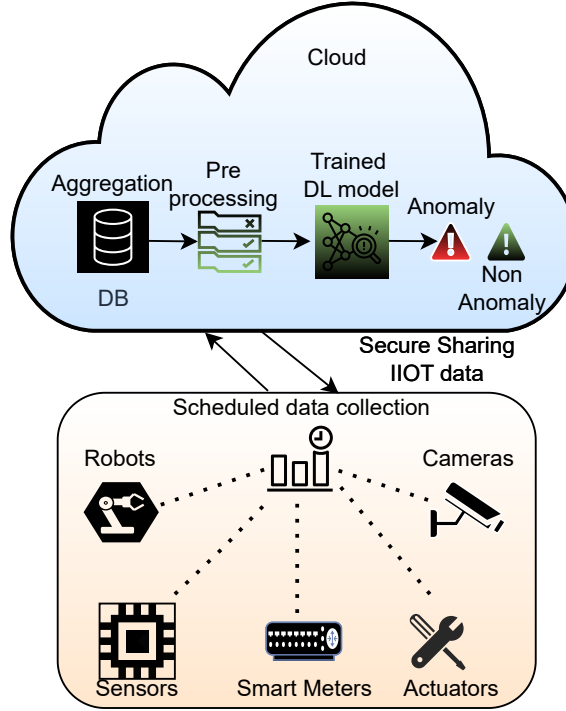 Cloud
Aggregation
Pre
processing
Trained
DL model
Anomaly
DB
Non
Anomaly
Secure Sharing
IIOT data
Scheduled data collection
Robots
Cameras
Sensors
Smart Meters
Actuators